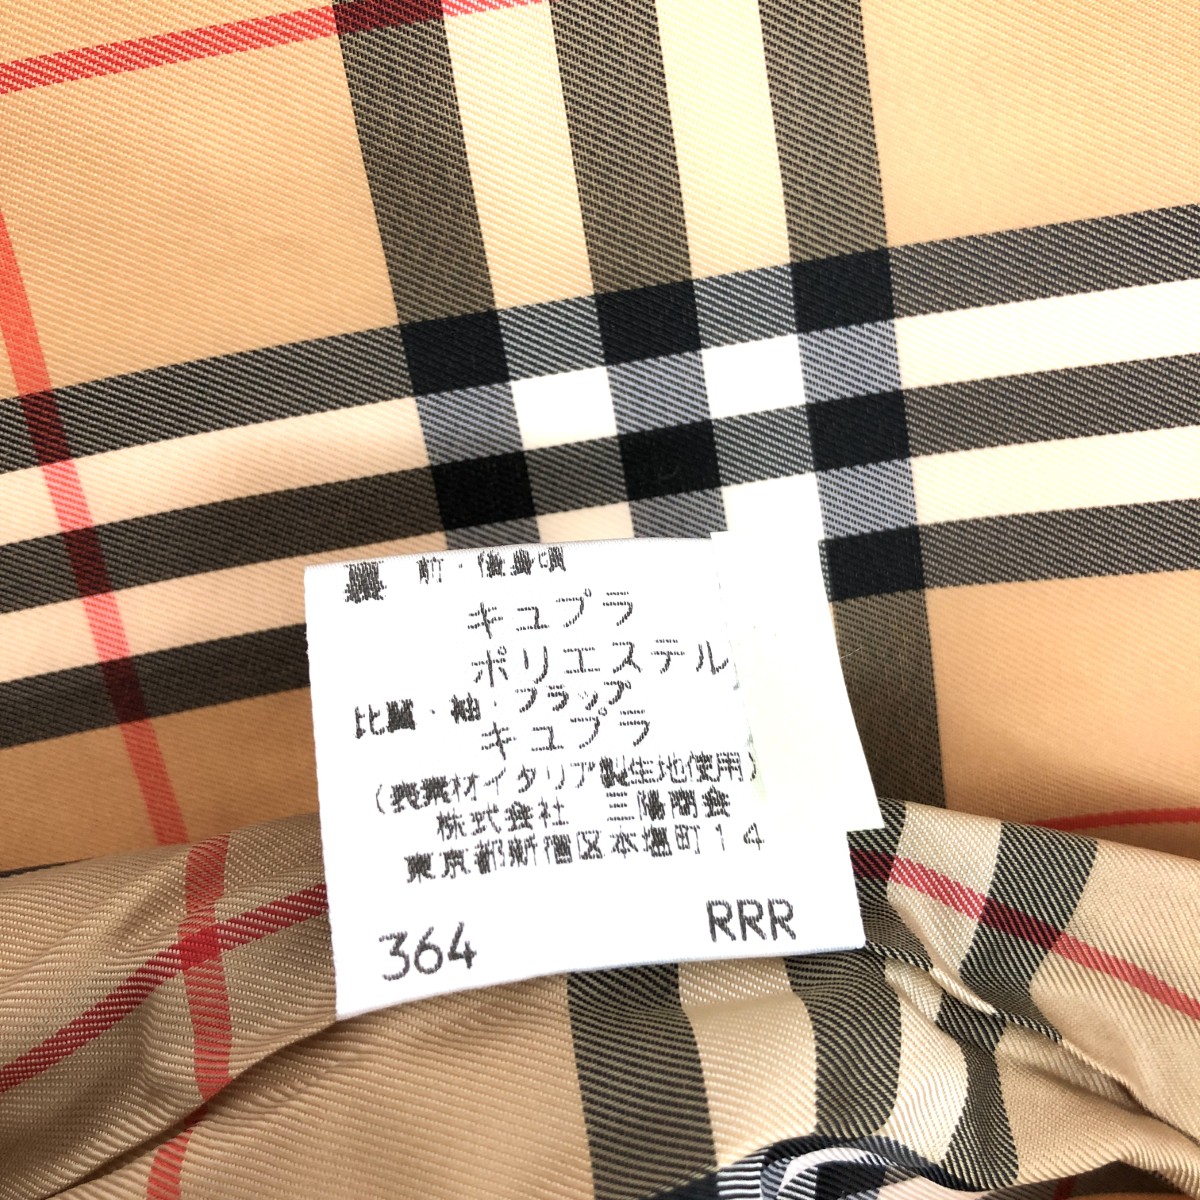 裏 前・後身頃
キュプラ
ポリエステル
比翼・袖・フラップ
キュプラ
(表素材イタリア製生地使用)
株式会社 三陽商会
東京都新宿区本塩町14
364 RRR